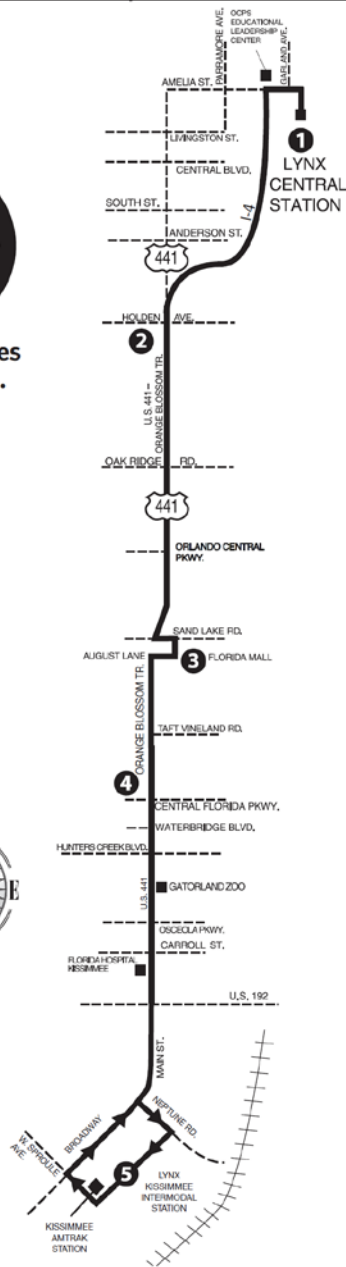 OCPS
EDUCATIONAL
LEADERSHIP
CENTER
PARRAMORE AVE.
GARLAND AVE.
AMELIA ST.
1
LIVINGSTON ST.
LYNX
CENTRAL
STATION
CENTRAL BLVD.
SOUTH ST.
I-4
ANDERSON ST.
441
HOLDEN AVE.
2
es
.
U.S. 441 –
ORANGE BLOSSOM TR.
OAK RIDGE RD.
441
ORLANDO CENTRAL
PKWY.
SAND LAKE RD.
AUGUST LANE
3 FLORIDA MALL
ORANGE BLOSSOM TR.
TAFT VINELAND RD.
4
CENTRAL FLORIDA PKWY.
WATERBRIDGE BLVD.
HUNTERS CREEK BLVD.
E
U.S. 441
GATORLAND ZOO
OSCEOLA PKWY.
CARROLL ST.
FLORIDA HOSPITAL
KISSIMMEE
U.S. 192
MAIN ST.
NEPTUNE RD.
BROADWAY
W. SPROULE
AVE.
5
LYNX
KISSIMMEE
INTERMODAL
STATION
KISSIMMEE
AMTRAK
STATION